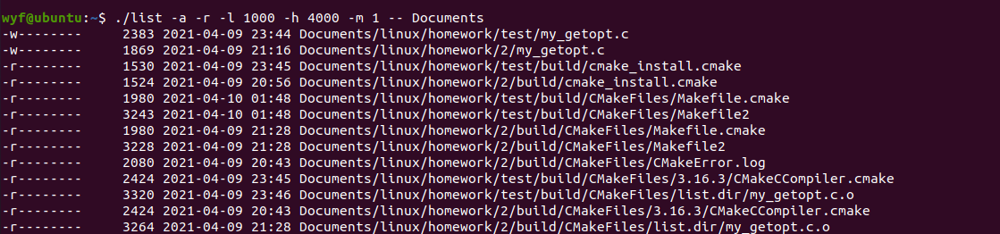 wyf@ubuntu:~$ ./list -a -r -l 1000 -h 4000 -m 1 -- Documents
-w--------     2383 2021-04-09 23:44 Documents/linux/homework/test/my_getopt.c
-w--------     1869 2021-04-09 21:16 Documents/linux/homework/2/my_getopt.c
-r--------     1530 2021-04-09 23:45 Documents/linux/homework/test/build/cmake_install.cmake
-r--------     1524 2021-04-09 20:56 Documents/linux/homework/2/build/cmake_install.cmake
-r--------     1980 2021-04-10 01:48 Documents/linux/homework/test/build/CMakeFiles/Makefile.cmake
-r--------     3243 2021-04-10 01:48 Documents/linux/homework/test/build/CMakeFiles/Makefile2
-r--------     1980 2021-04-09 21:28 Documents/linux/homework/2/build/CMakeFiles/Makefile.cmake
-r--------     3228 2021-04-09 21:28 Documents/linux/homework/2/build/CMakeFiles/Makefile2
-r--------     2080 2021-04-09 20:43 Documents/linux/homework/2/build/CMakeFiles/CMakeError.log
-r--------     2424 2021-04-09 23:45 Documents/linux/homework/test/build/CMakeFiles/3.16.3/CMakeCCompiler.cmake
-r--------     3320 2021-04-09 23:46 Documents/linux/homework/test/build/CMakeFiles/list.dir/my_getopt.c.o
-r--------     2424 2021-04-09 20:43 Documents/linux/homework/2/build/CMakeFiles/3.16.3/CMakeCCompiler.cmake
-r--------     3264 2021-04-09 21:28 Documents/linux/homework/2/build/CMakeFiles/list.dir/my_getopt.c.o